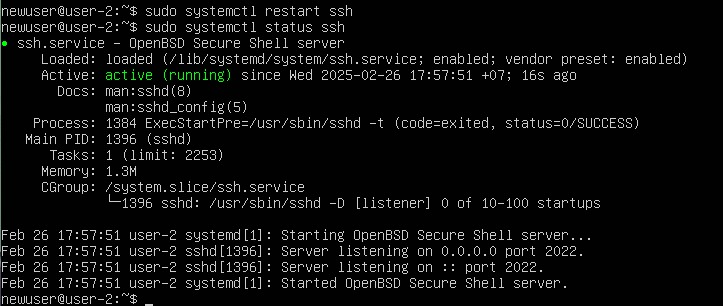 newuser@user-2:~$ sudo systemctl restart ssh
newuser@user-2:~$ sudo systemctl status ssh
● ssh.service - OpenBSD Secure Shell server
Loaded: loaded (/lib/systemd/system/ssh.service; enabled; vendor preset: enabled)
Active: active (running) since Wed 2025-02-26 17:57:51 +07; 16s ago
Docs: man:sshd(8)
man:sshd_config(5)
Process: 1384 ExecStartPre=/usr/sbin/sshd -t (code=exited, status=0/SUCCESS)
Main PID: 1396 (sshd)
Tasks: 1 (limit: 2253)
Memory: 1.3M
CGroup: /system.slice/ssh.service
└─1396 sshd: /usr/sbin/sshd -D [listener] 0 of 10-100 startups
Feb 26 17:57:51 user-2 systemd[1]: Starting OpenBSD Secure Shell server...
Feb 26 17:57:51 user-2 sshd[1396]: Server listening on 0.0.0.0 port 2022.
Feb 26 17:57:51 user-2 sshd[1396]: Server listening on :: port 2022.
Feb 26 17:57:51 user-2 systemd[1]: Started OpenBSD Secure Shell server.
newuser@user-2:~$ _